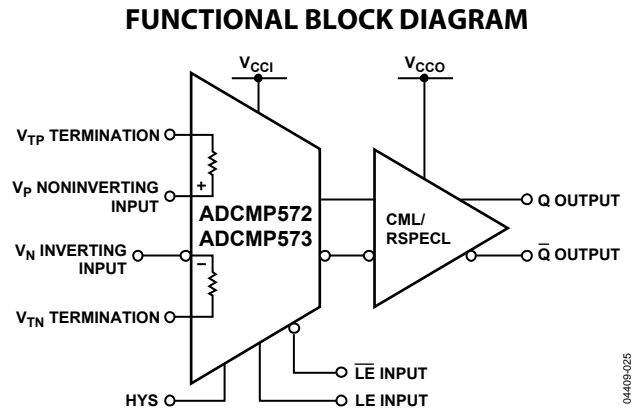 FUNCTIONAL BLOCK DIAGRAM
VCCI
VCCO
VTP TERMINATION
VP NONINVERTING
INPUT
+
ADCMP572
ADCMP573
CML/
RSPECL
Q OUTPUT
VN INVERTING
INPUT
–
Q̅ OUTPUT
VTN TERMINATION
L̅E̅ INPUT
HYS
LE INPUT
04409-025